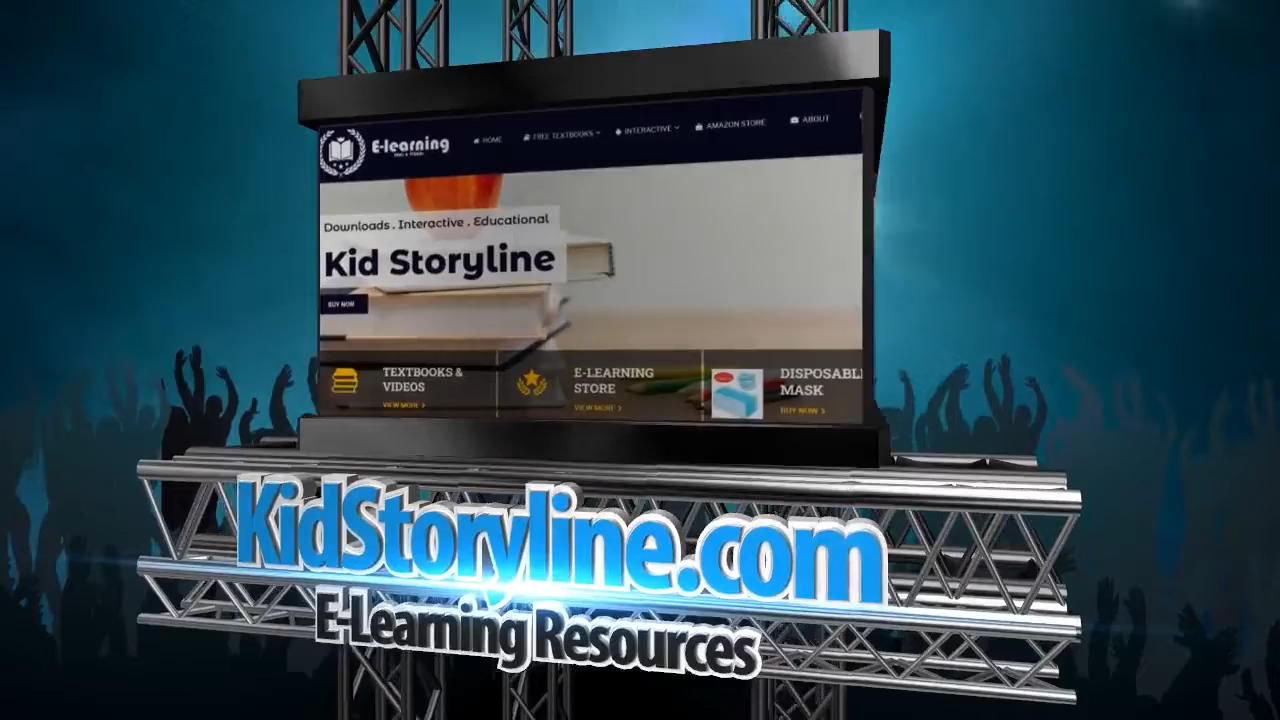 E-learning
HOME
FREE TEXTBOOKS
INTERACTIVE
AMAZON STORE
ABOUT
Downloads . Interactive . Educational
Kid Storyline
BUY NOW
TEXTBOOKS &
VIDEOS
VIEW MORE
E-LEARNING
STORE
VIEW MORE
DISPOSABL
MASK
BUY NOW
KidStoryline.com
E-Learning Resources